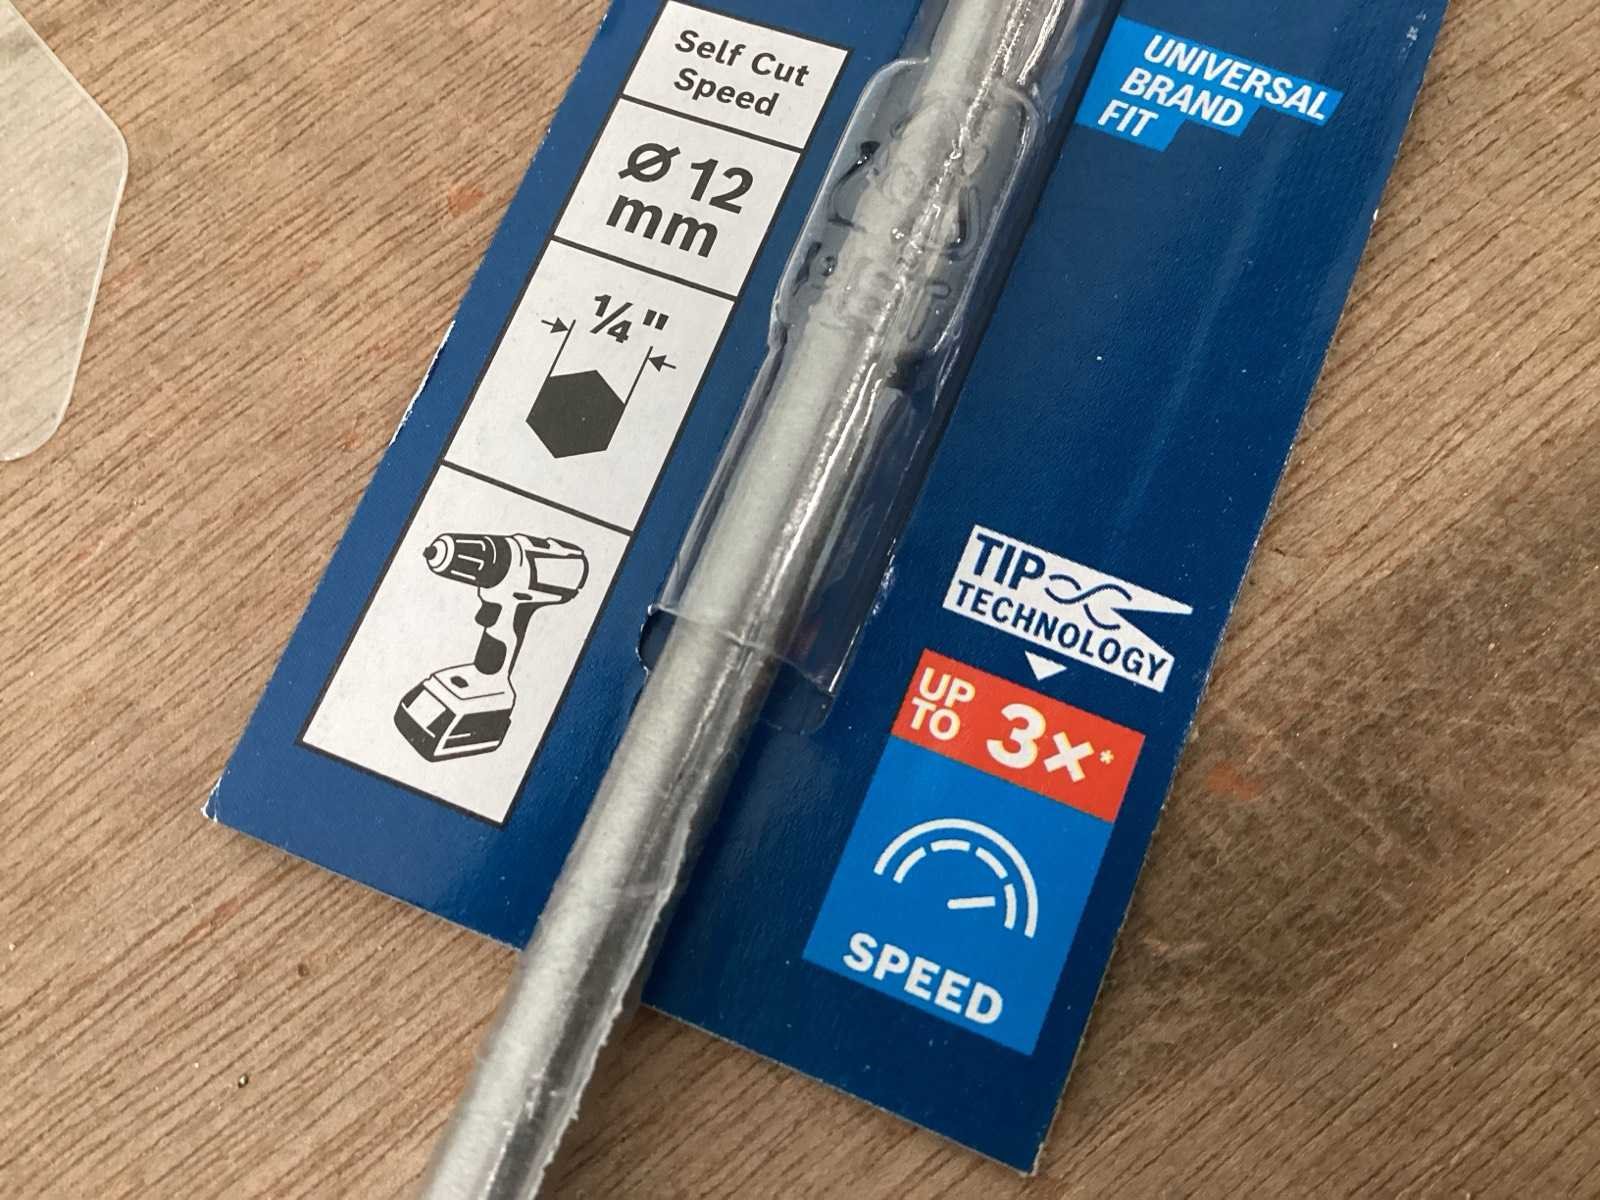 Self Cut
Speed
Ø 12
mm
¼"
UNIVERSAL
BRAND
FIT
TIP
TECHNOLOGY
UP
TO 3x*
SPEED